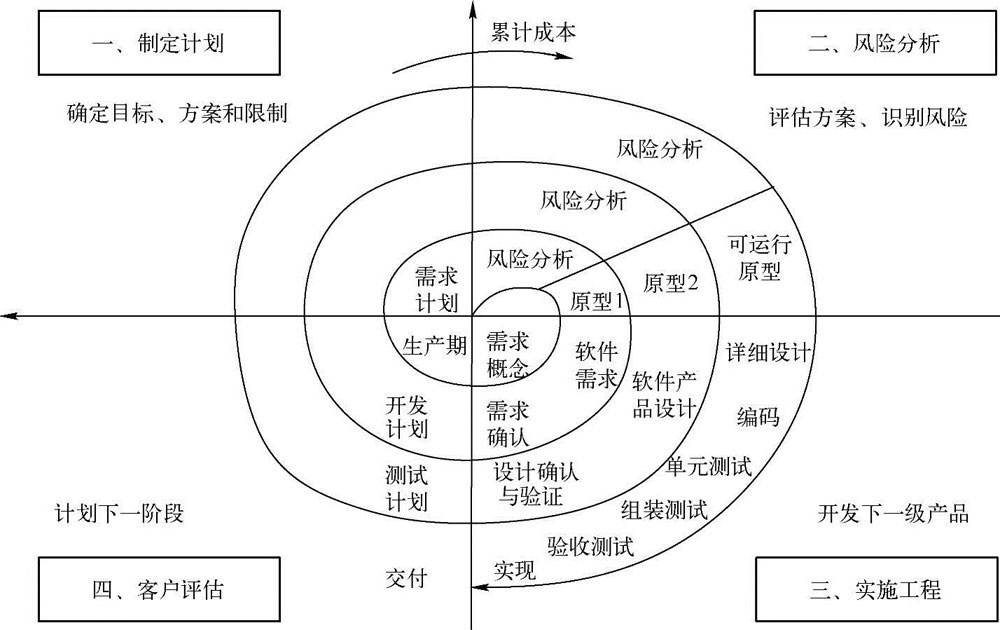 累计成本
一、制定计划
二、风险分析
确定目标、方案和限制
评估方案、识别风险
风险分析
风险分析
可运行
原型
风险分析
需求
计划
原型2
原型1
生产期
需求
概念
软件
需求
详细设计
软件产
品设计
开发
计划
需求
确认
编码
单元测试
测试
计划
设计确认
与验证
组装测试
计划下一阶段
开发下一级产品
验收测试
交付
实现
四、客户评估
三、实施工程